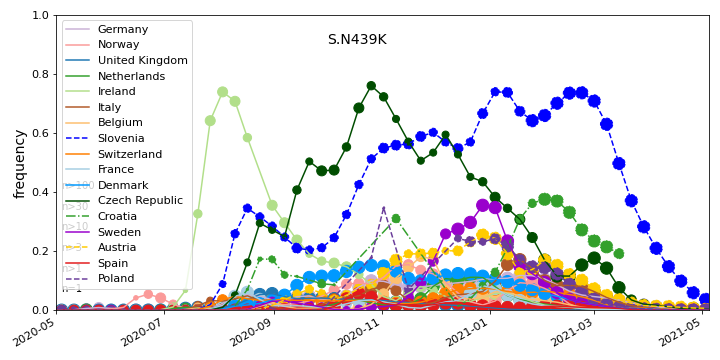 S.N439K
frequency
1.0
0.8
0.6
0.4
0.2
0.0
Germany
Norway
United Kingdom
Netherlands
Ireland
Italy
Belgium
Slovenia
Switzerland
France
Denmark
Czech Republic
Croatia
Sweden
Austria
Spain
Poland
n>100
n>30
n>10
n>3
n>1
n=1
2020-05
2020-07
2020-09
2020-11
2021-01
2021-03
2021-05